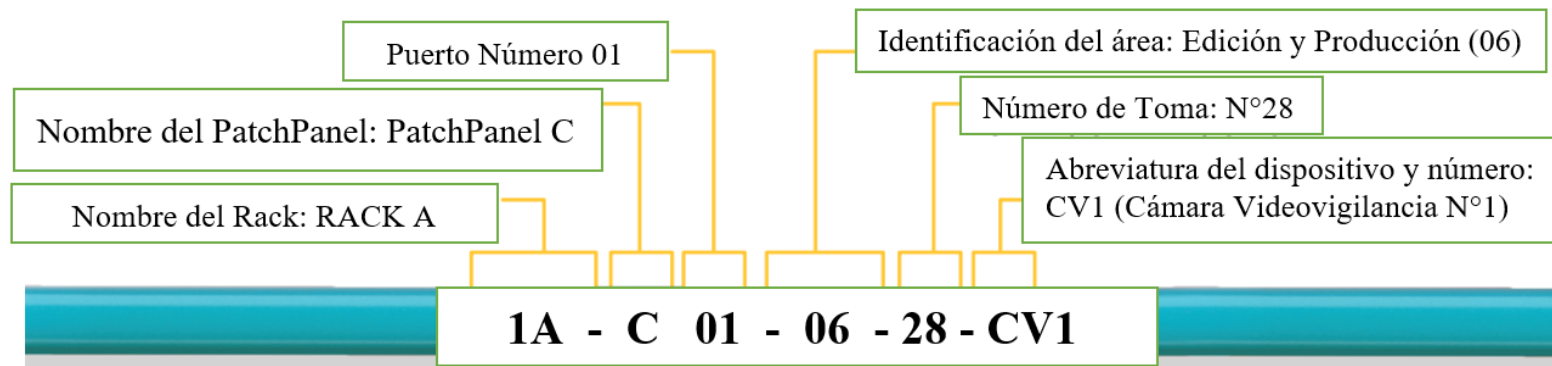 Puerto Número 01
Identificación del área: Edición y Producción (06)
Nombre del PatchPanel: PatchPanel C
Número de Toma: N°28
Abreviatura del dispositivo y número:
CV1 (Cámara Videovigilancia N°1)
Nombre del Rack: RACK A
1A - C 01 - 06 - 28 - CV1